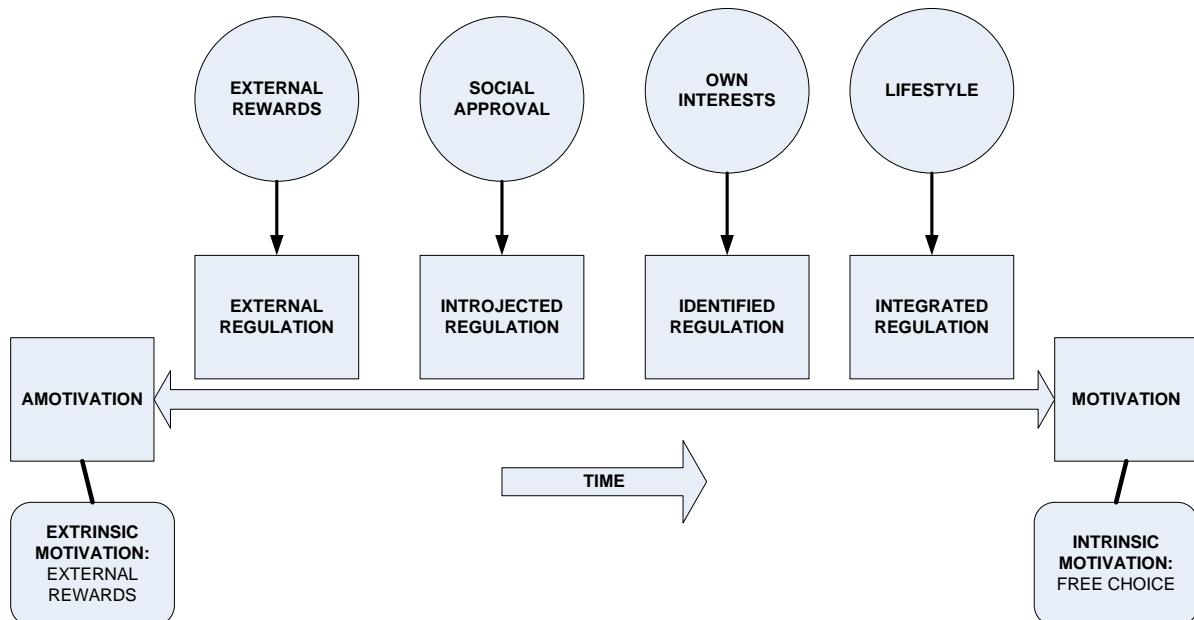 EXTERNAL
REWARDS
SOCIAL
APPROVAL
OWN
INTERESTS
LIFESTYLE
EXTERNAL
REGULATION
INTROJECTED
REGULATION
IDENTIFIED
REGULATION
INTEGRATED
REGULATION
AMOTIVATION
MOTIVATION
TIME
EXTRINSIC
MOTIVATION:
EXTERNAL
REWARDS
INTRINSIC
MOTIVATION:
FREE CHOICE